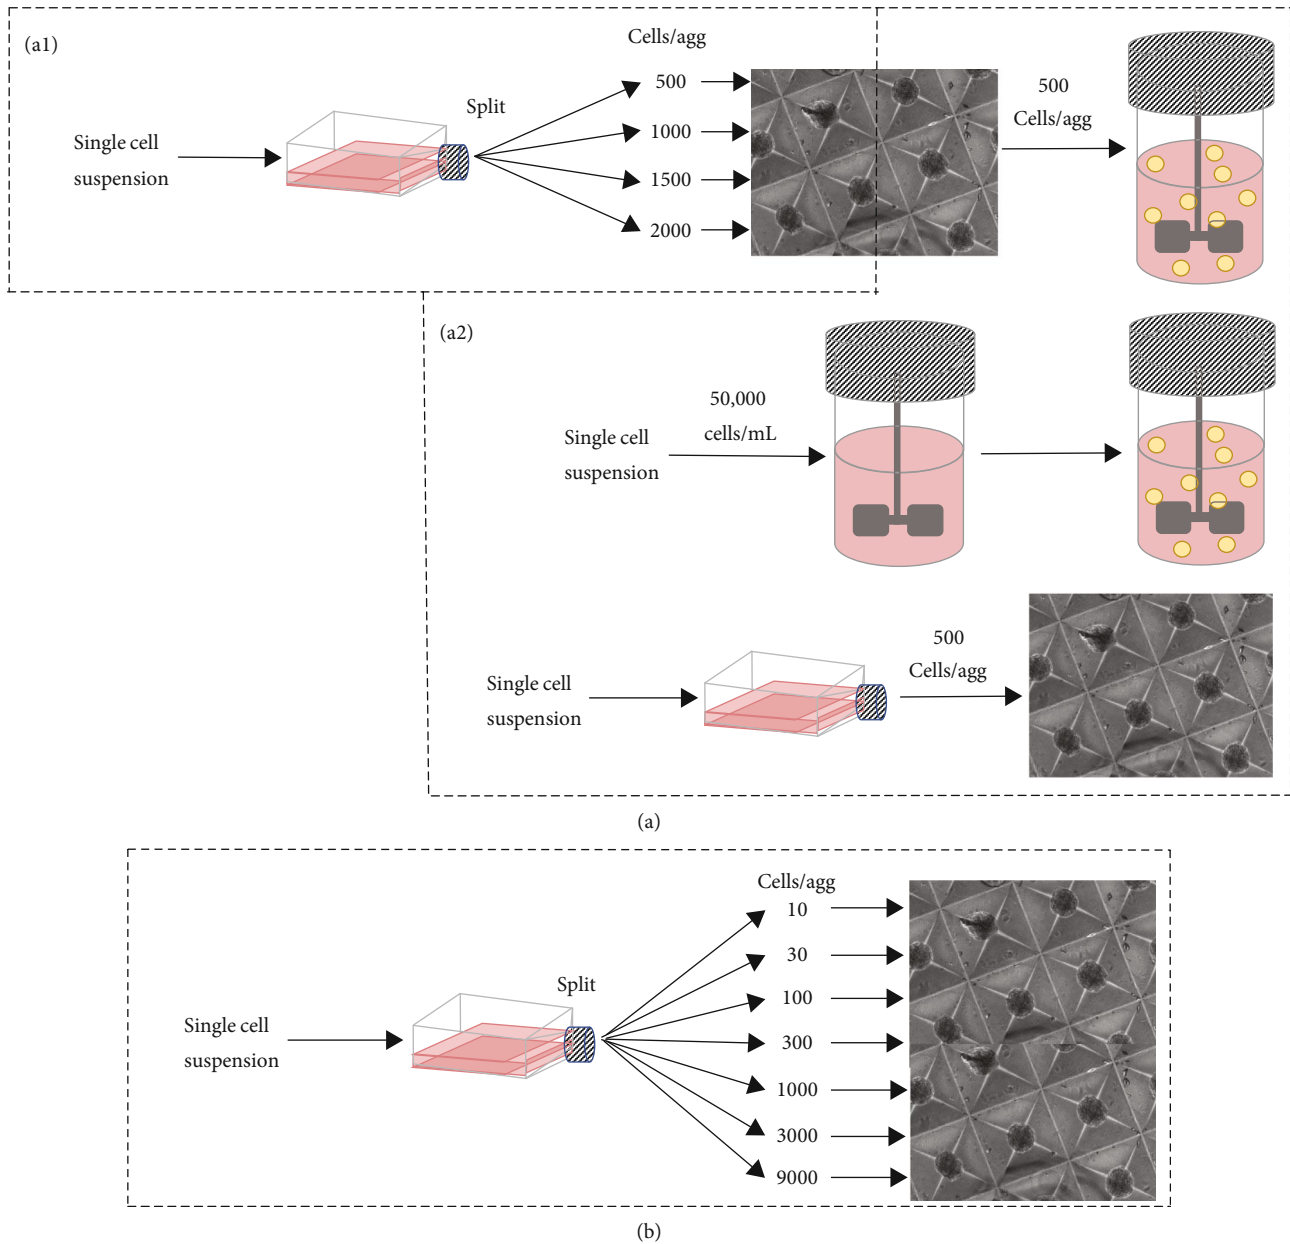 (a1)
Cells/agg
Single cell
suspension
Split
500
1000
1500
2000
500
Cells/agg
(a2)
Single cell
suspension
50,000
cells/mL
Single cell
suspension
500
Cells/agg
(a)
Cells/agg
Single cell
suspension
Split
10
30
100
300
1000
3000
9000
(b)